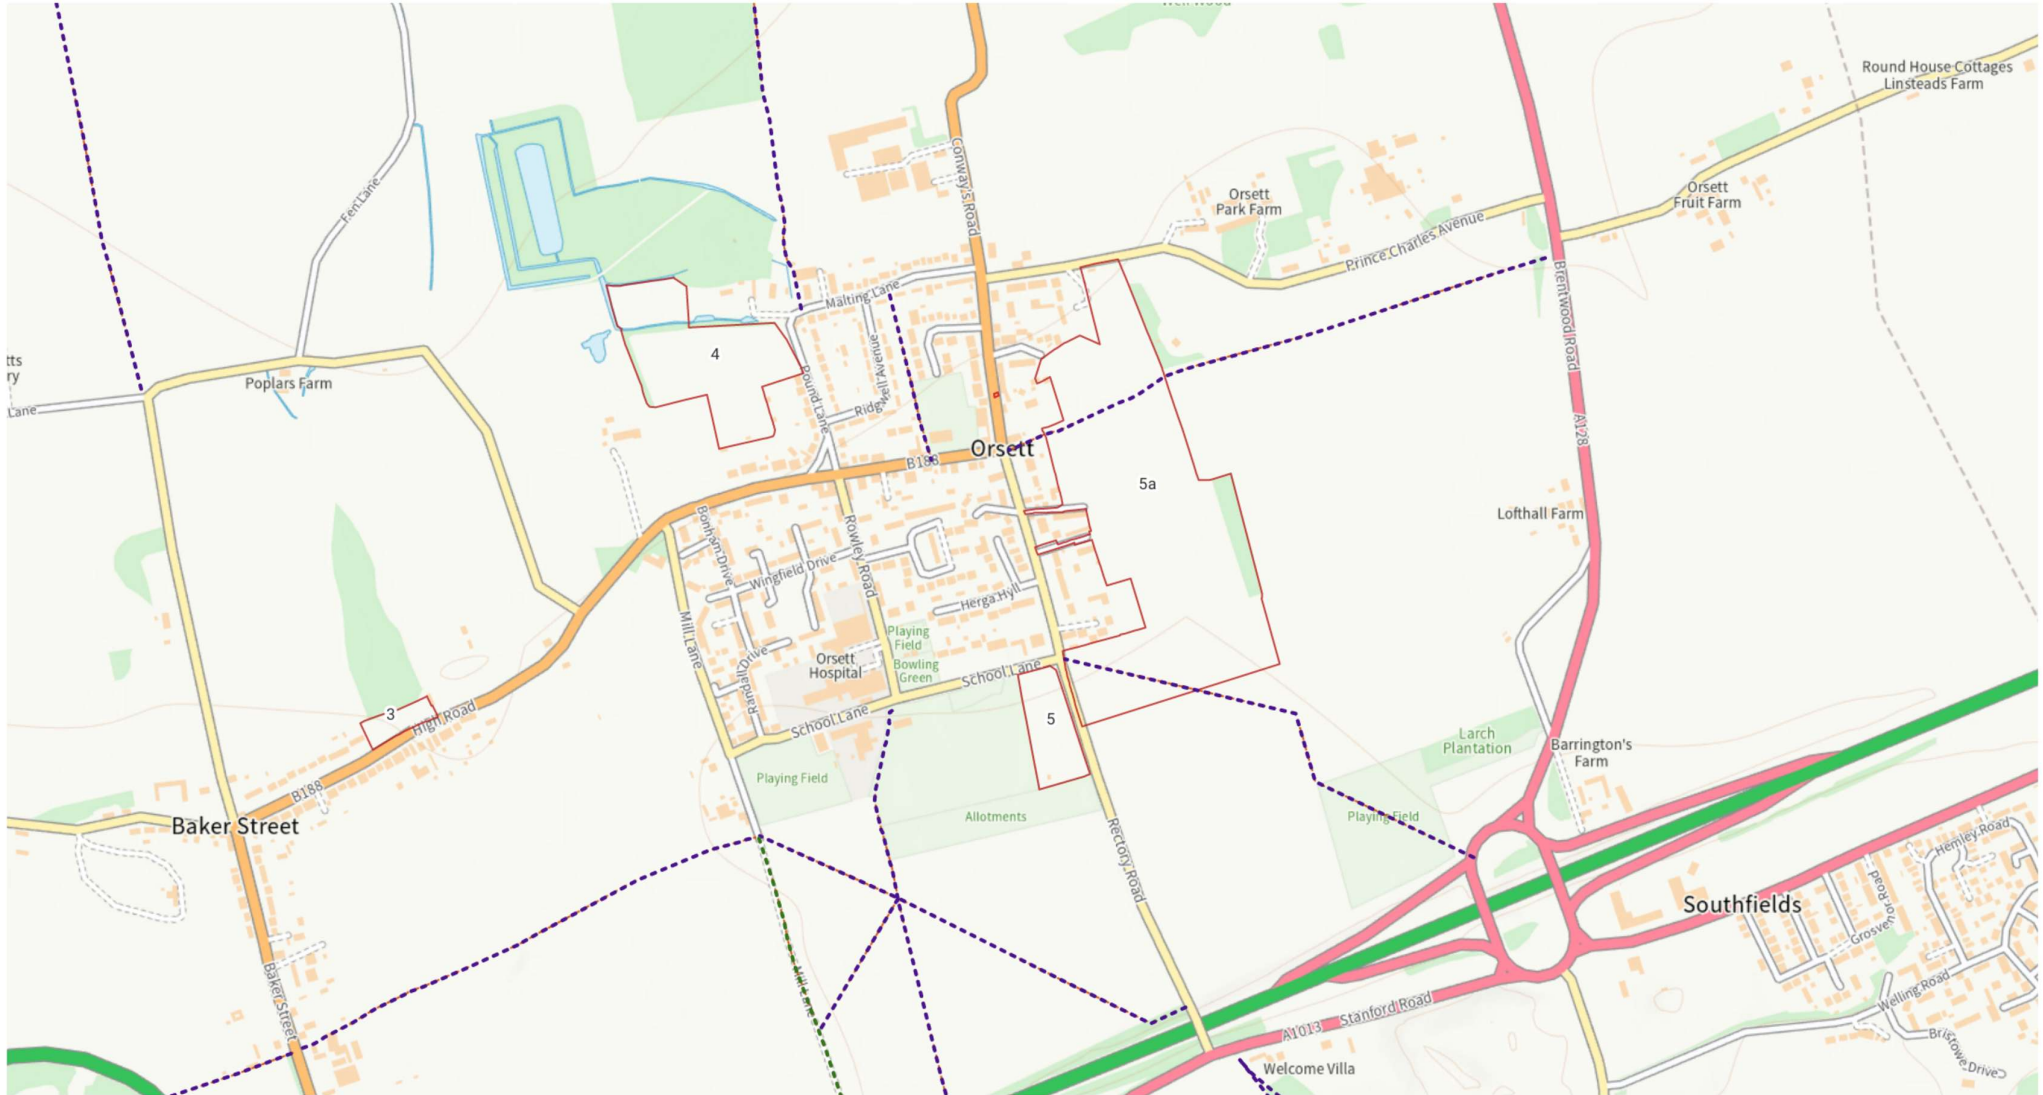 Round House Cottages
Linsteads Farm
Conway's Road
Fen Lane
Orsett
Park Farm
Orsett
Fruit Farm
Prince Charles Avenue
Malting Lane
Brentwood Road
4
Poplars Farm
Lane
Pound Lane
Ridgwell Avenue
A128
Orsett
B188
5a
Lofthall Farm
Bonham Drive
Rowley Road
Wingfield Drive
Herga Hyll
Mill Lane
Playing
Field
Orsett
Hospital
Bowling
Green
School Lane
Randall Drive
3
High Road
School Lane
5
Larch
Plantation
Barrington's
Farm
B188
Playing Field
Allotments
Playing Field
Baker Street
Rectory Road
Hemley Road
Southfields
Grosvenor Road
Baker Street
Mill Lane
Welling Road
A1013
Stanford Road
Welcome Villa
Bristowe Drive